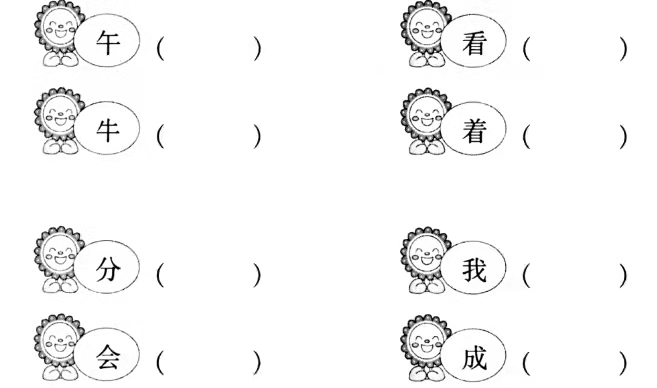 午 （　　） 看 （　　）
牛 （　　） 着 （　　）
分 （　　） 我 （　　）
会 （　　） 成 （　　）